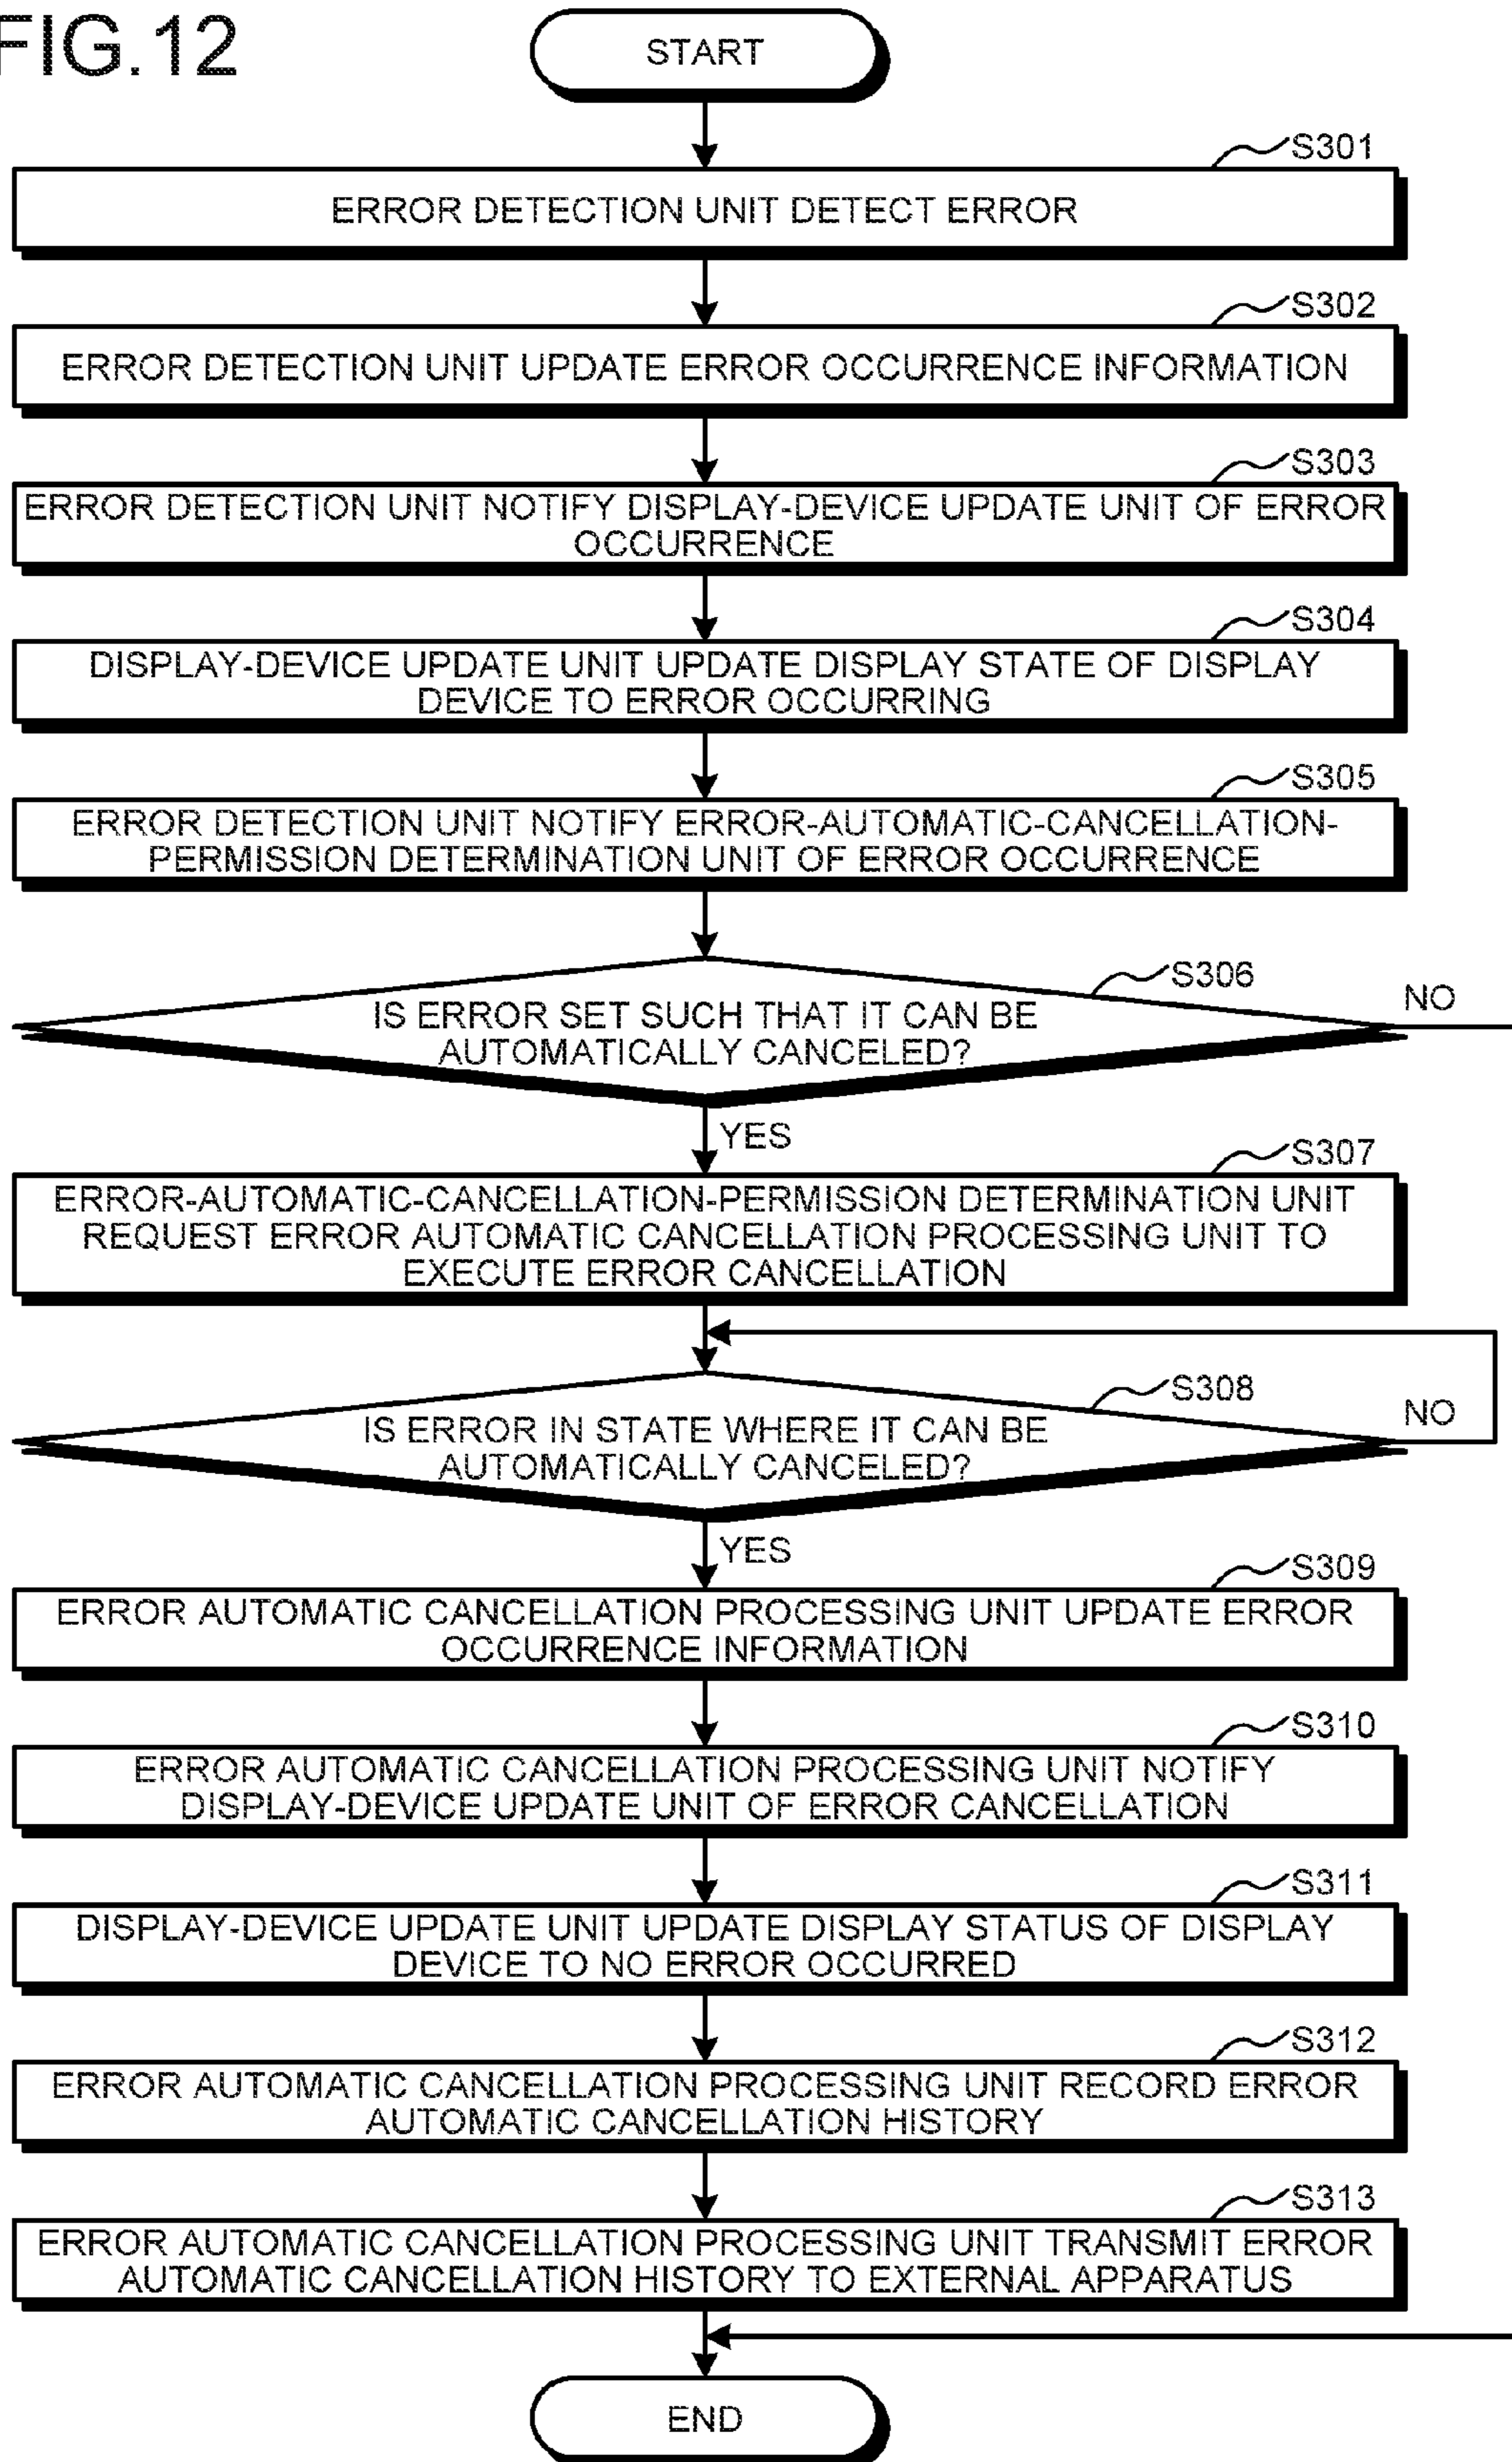 FIG.12
START
S301
ERROR DETECTION UNIT DETECT ERROR
S302
ERROR DETECTION UNIT UPDATE ERROR OCCURRENCE INFORMATION
S303
ERROR DETECTION UNIT NOTIFY DISPLAY-DEVICE UPDATE UNIT OF ERROR
OCCURRENCE
S304
DISPLAY-DEVICE UPDATE UNIT UPDATE DISPLAY STATE OF DISPLAY
DEVICE TO ERROR OCCURRING
S305
ERROR DETECTION UNIT NOTIFY ERROR-AUTOMATIC-CANCELLATION-
PERMISSION DETERMINATION UNIT OF ERROR OCCURRENCE
S306
NO
IS ERROR SET SUCH THAT IT CAN BE
AUTOMATICALLY CANCELED?
YES
S307
ERROR-AUTOMATIC-CANCELLATION-PERMISSION DETERMINATION UNIT
REQUEST ERROR AUTOMATIC CANCELLATION PROCESSING UNIT TO
EXECUTE ERROR CANCELLATION
S308
NO
IS ERROR IN STATE WHERE IT CAN BE
AUTOMATICALLY CANCELED?
YES
S309
ERROR AUTOMATIC CANCELLATION PROCESSING UNIT UPDATE ERROR
OCCURRENCE INFORMATION
S310
ERROR AUTOMATIC CANCELLATION PROCESSING UNIT NOTIFY
DISPLAY-DEVICE UPDATE UNIT OF ERROR CANCELLATION
S311
DISPLAY-DEVICE UPDATE UNIT UPDATE DISPLAY STATUS OF DISPLAY
DEVICE TO NO ERROR OCCURRED
S312
ERROR AUTOMATIC CANCELLATION PROCESSING UNIT RECORD ERROR
AUTOMATIC CANCELLATION HISTORY
S313
ERROR AUTOMATIC CANCELLATION PROCESSING UNIT TRANSMIT ERROR
AUTOMATIC CANCELLATION HISTORY TO EXTERNAL APPARATUS
END